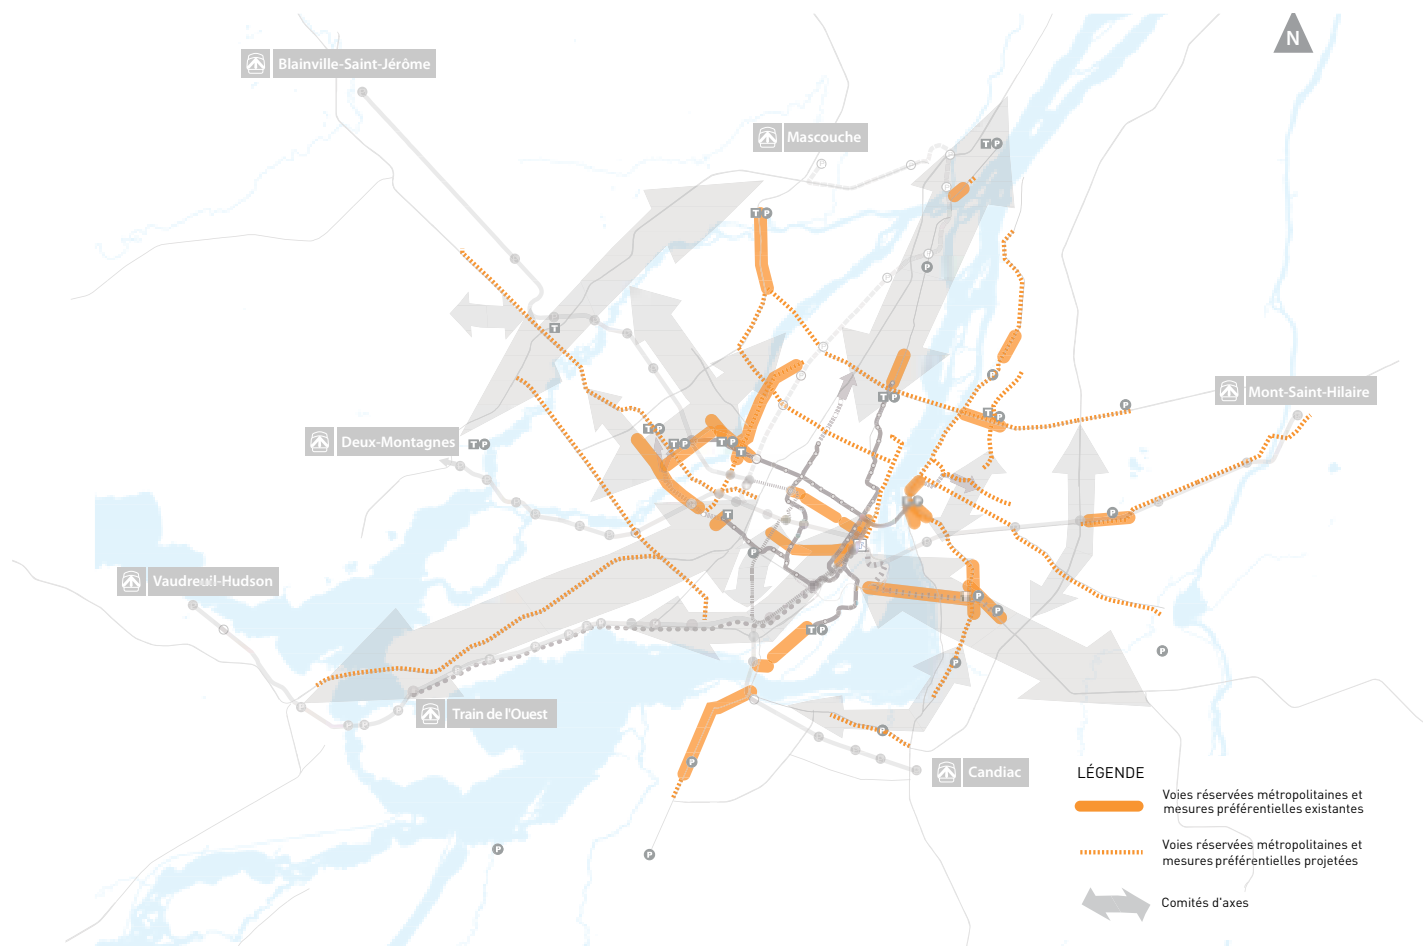 N
Blainville-Saint-Jérôme
Mascouche
T P
T P
P
T
P
Mont-Saint-Hilaire
T P
P
T P
Deux-Montagnes
T P
T P
T P
T P
T
P
T
P
Vaudreuil-Hudson
P
P
T P
P
P
Train de l'Ouest
P
P
Candiac
LÉGENDE
Voies réservées métropolitaines et
mesures préférentielles existantes
Voies réservées métropolitaines et
mesures préférentielles projetées
P
P
Comités d'axes